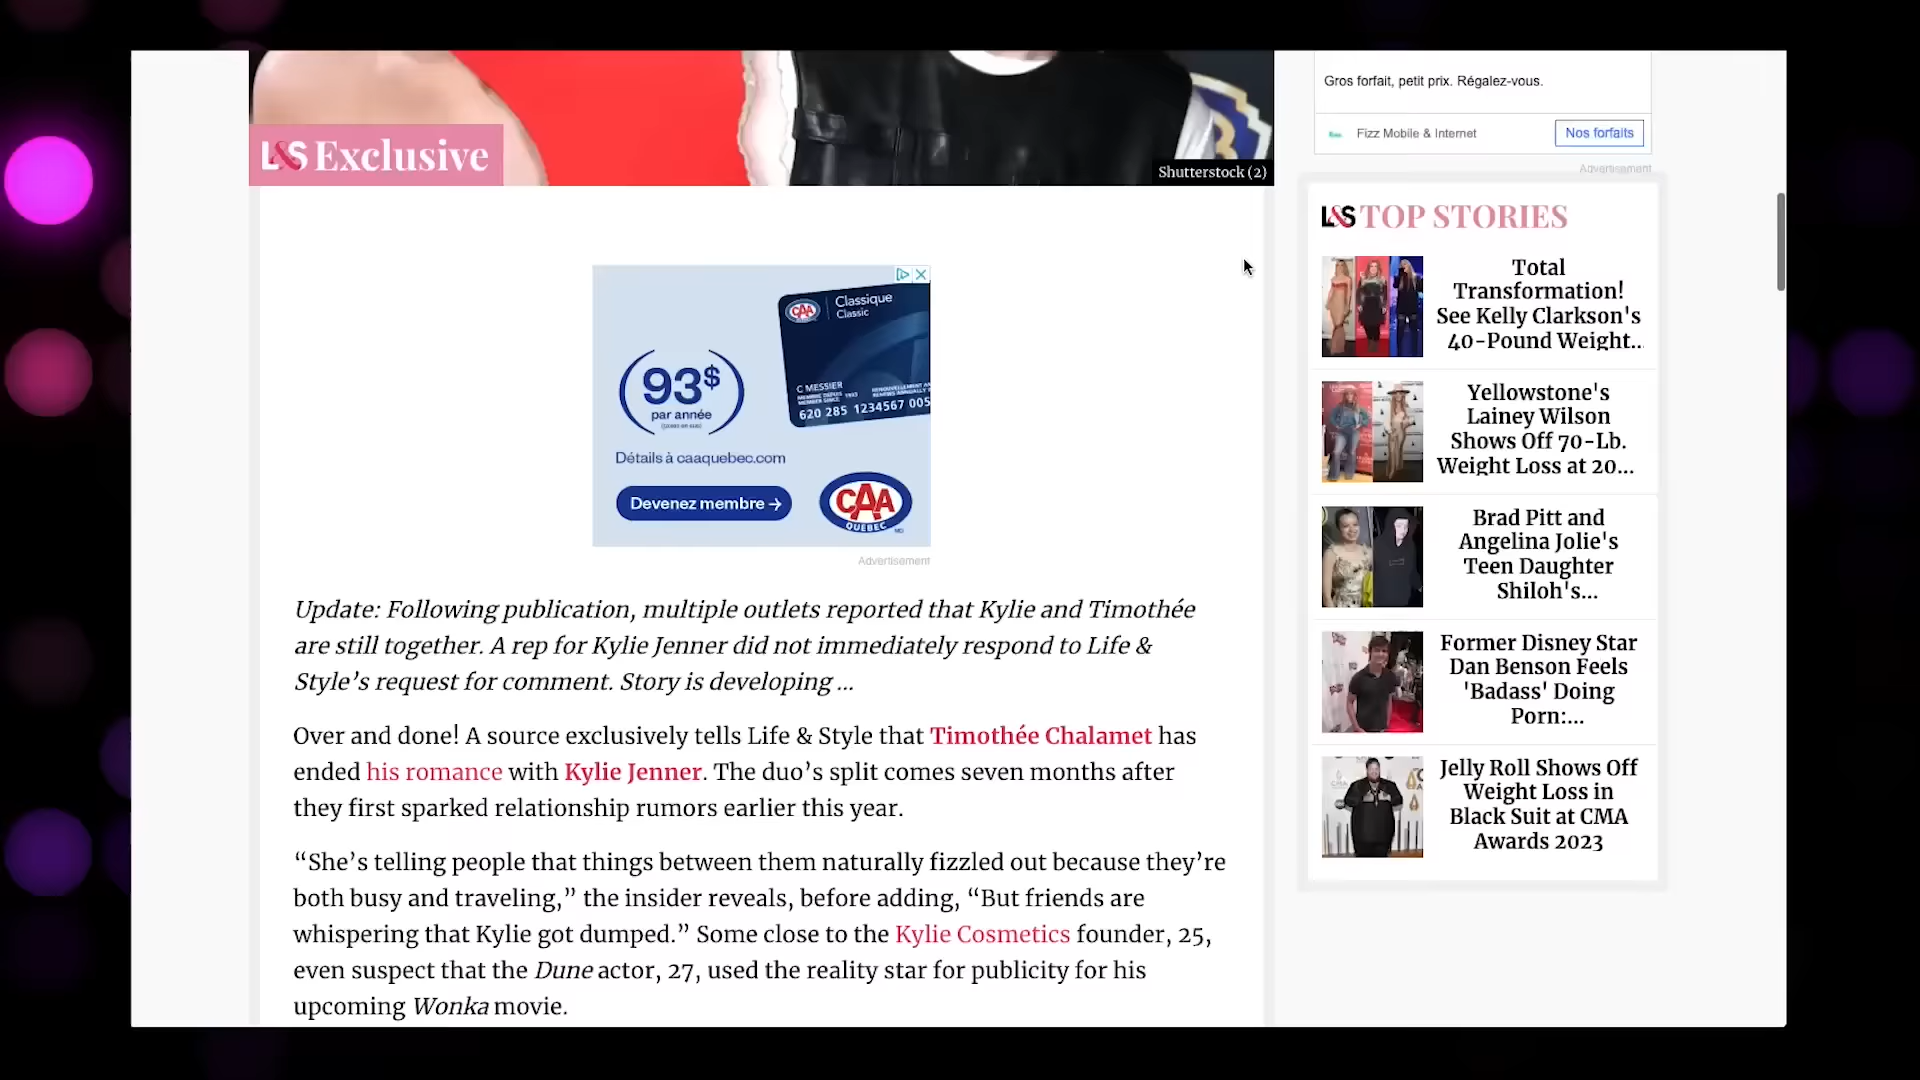 L&S Exclusive
Shutterstock (2)
Classique
Classic
CAA
C MESSIER
620 285 1234567 005
93$
par année
Détails à caaquebec.com
Devenez membre →
CAA
QUEBEC
Advertisement
Update: Following publication, multiple outlets reported that Kylie and Timothée
are still together. A rep for Kylie Jenner did not immediately respond to Life &
Style’s request for comment. Story is developing …
Over and done! A source exclusively tells Life & Style that Timothée Chalamet has
ended his romance with Kylie Jenner. The duo’s split comes seven months after
they first sparked relationship rumors earlier this year.
“She’s telling people that things between them naturally fizzled out because they’re
both busy and traveling,” the insider reveals, before adding, “But friends are
whispering that Kylie got dumped.” Some close to the Kylie Cosmetics founder, 25,
even suspect that the Dune actor, 27, used the reality star for publicity for his
upcoming Wonka movie.
Gros forfait, petit prix. Régalez-vous.
Fizz Mobile & Internet
Nos forfaits
Advertisement
L&S TOP STORIES
Total
Transformation!
See Kelly Clarkson's
40-Pound Weight...
Yellowstone's
Lainey Wilson
Shows Off 70-Lb.
Weight Loss at 20...
Brad Pitt and
Angelina Jolie's
Teen Daughter
Shiloh's...
Former Disney Star
Dan Benson Feels
'Badass' Doing
Porn:...
Jelly Roll Shows Off
Weight Loss in
Black Suit at CMA
Awards 2023